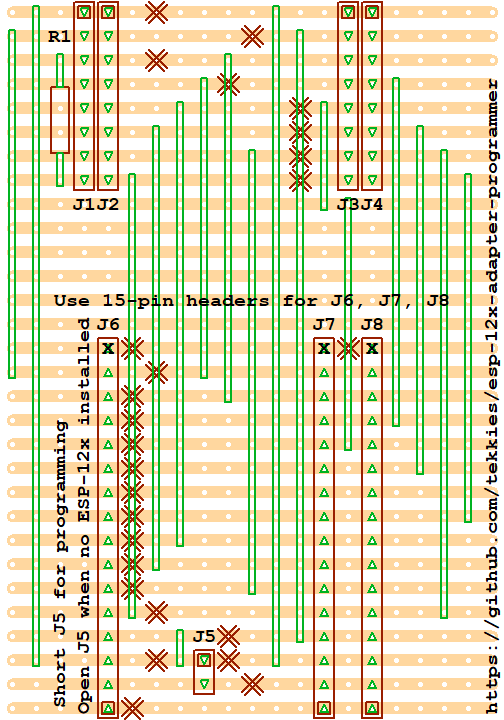 R1
J1 J2
J3 J4
Use 15-pin headers for J6, J7, J8
J6
J7 J8
X
X
X
J5
Short J5 for programming
Open J5 when no ESP-12x installed
https://github.com/tekkies/esp-12x-adapter-programmer